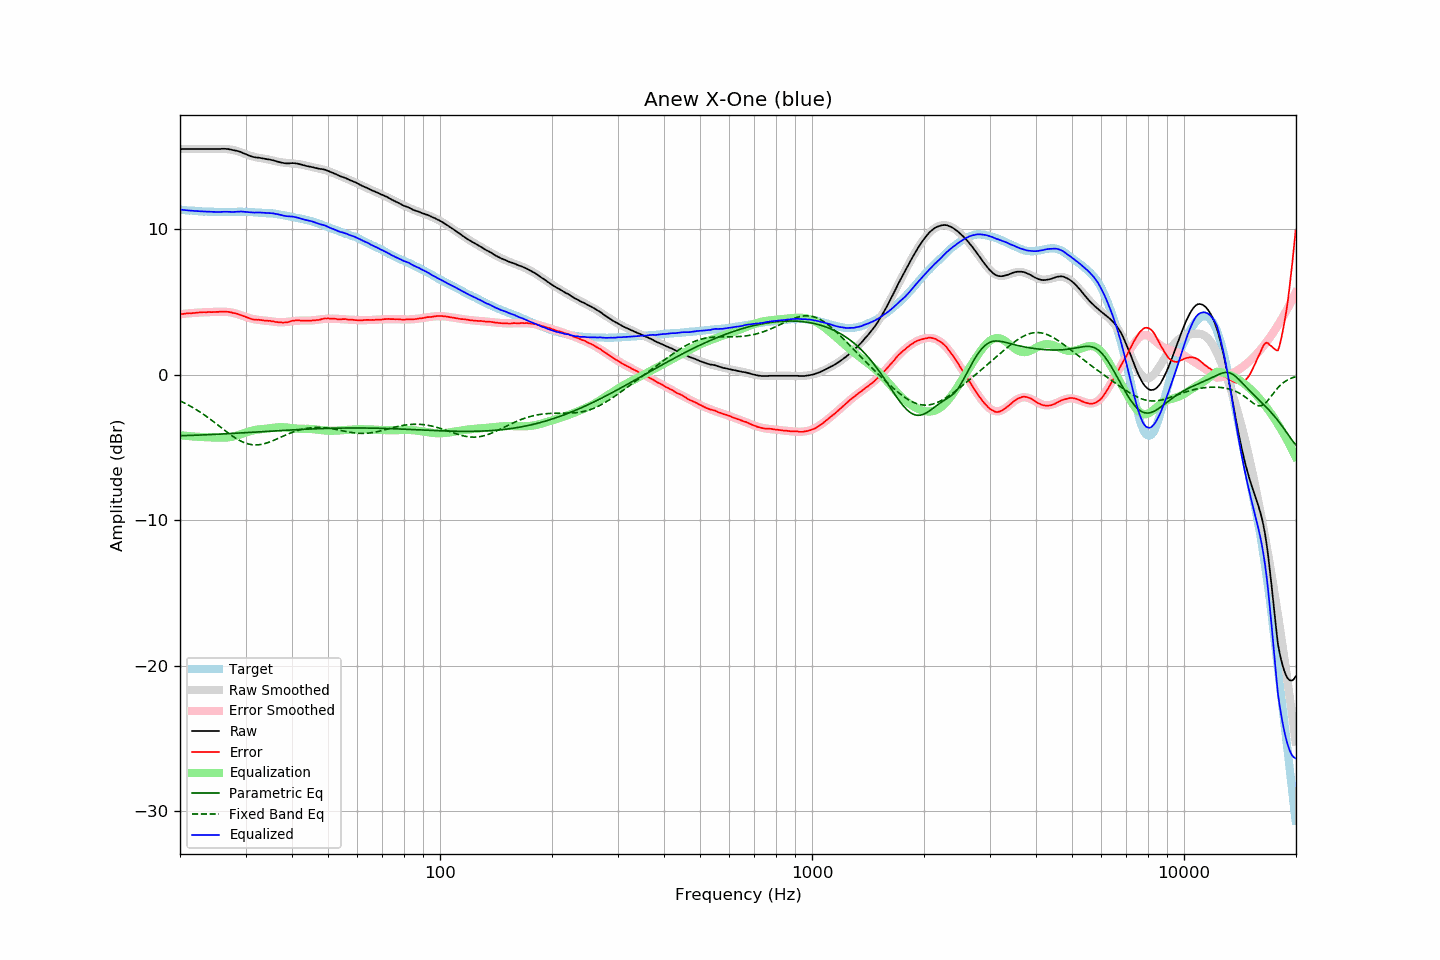 Anew X-One (blue)
10
0
−10
−20
−30
Amplitude (dBr)
Target
Raw Smoothed
Error Smoothed
Raw
Error
Equalization
Parametric Eq
Fixed Band Eq
Equalized
100
1000
10000
Frequency (Hz)